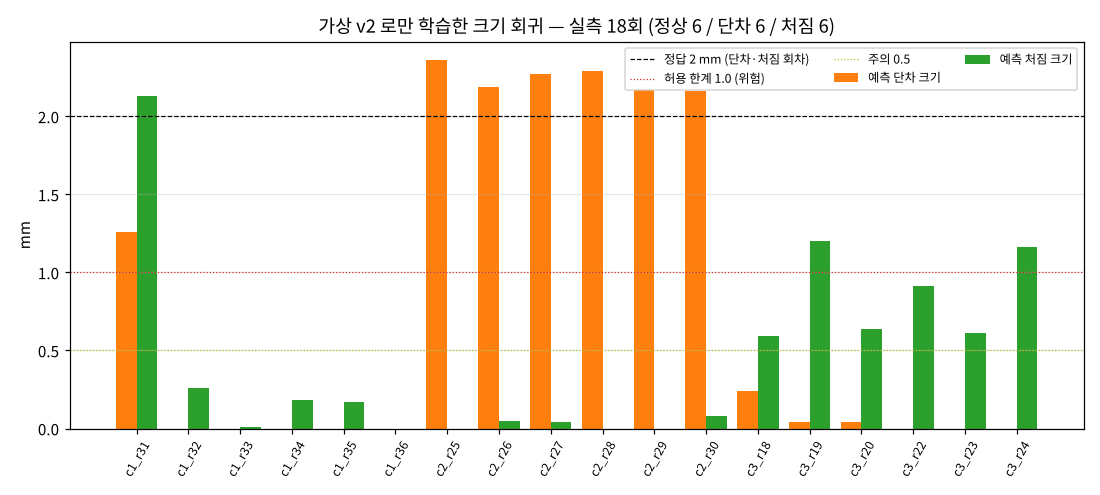 가상 v2 로만 학습한 크기 회귀 — 실측 18회 (정상 6 / 단차 6 / 처짐 6)
정답 2 mm (단차·처짐 회차)
허용 한계 1.0 (위험)
주의 0.5
예측 단차 크기
예측 처짐 크기
mm
2.0
1.5
1.0
0.5
0.0
c1_r31
c1_r32
c1_r33
c1_r34
c1_r35
c1_r36
c2_r25
c2_r26
c2_r27
c2_r28
c2_r29
c2_r30
c3_r18
c3_r19
c3_r20
c3_r22
c3_r23
c3_r24